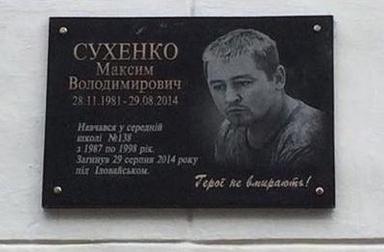 СУХЕНКО
Максим
Володимирович
28.11.1981 - 29.08.2014
Навчався у середній
школі №138
з 1987 по 1998 рік.
Загинув 29 серпня 2014 року
під Іловайськом.
Герої не вмирають!